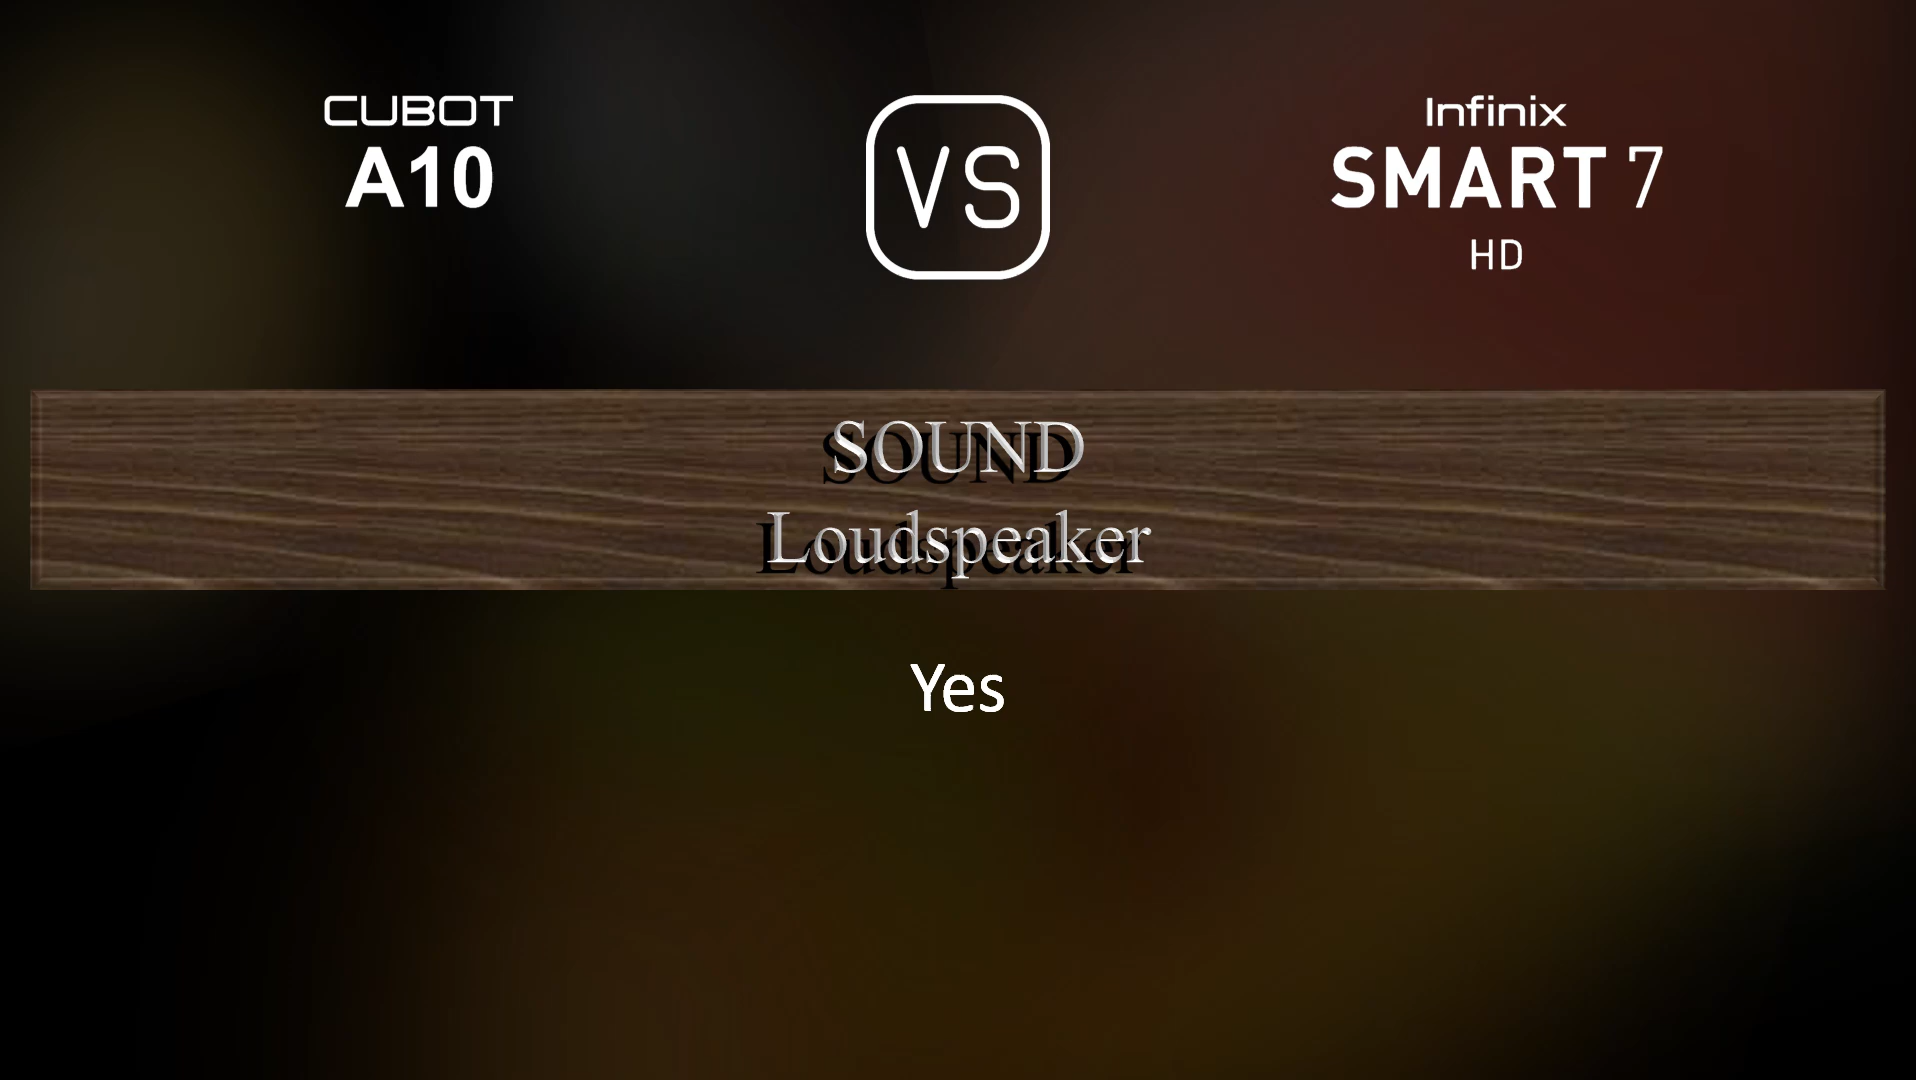 CUBOT
A10
VS
Infinix
SMART 7
HD
SOUND
Loudspeaker
Yes